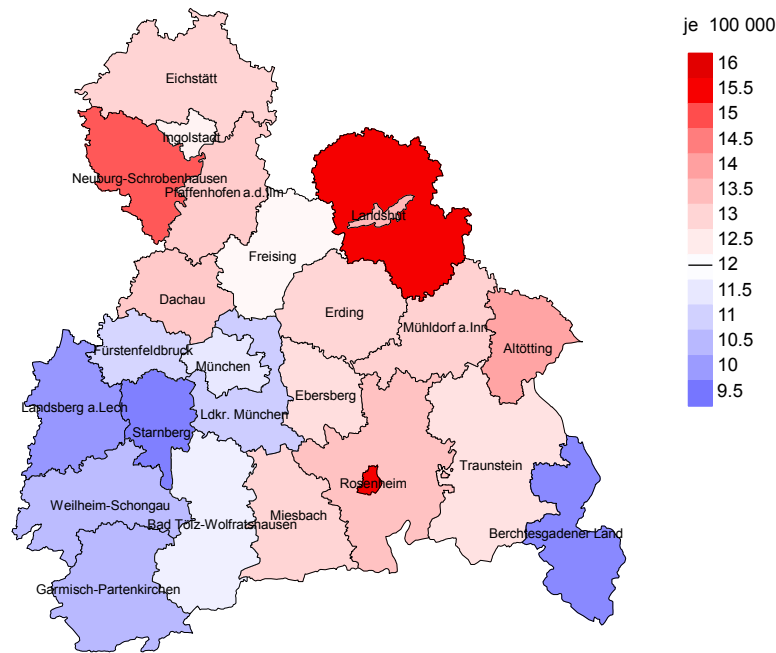 je 100 000
16
15.5
15
14.5
14
13.5
13
12.5
12
11.5
11
10.5
10
9.5
Eichstätt
Ingolstadt
Neuburg-Schrobenhausen
Pfaffenhofen a.d.Ilm
Landshut
Freising
Dachau
Erding
Mühldorf a.Inn
Altötting
Fürstenfeldbruck
München
Ebersberg
Landsberg a.Lech
Ldkr. München
Starnberg
Traunstein
Rosenheim
Weilheim-Schongau
Miesbach
Bad Tölz-Wolfratshausen
Berchtesgadener Land
Garmisch-Partenkirchen